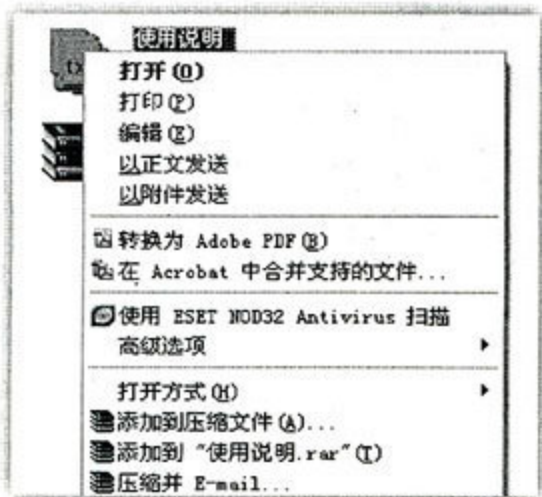 使用说明
打开(O)
打印(P)
编辑(E)
以正文发送
以附件发送
转换为 Adobe PDF(B)
在 Acrobat 中合并支持的文件...
使用 ESET NOD32 Antivirus 扫描
高级选项
打开方式(H)
添加到压缩文件(A)...
添加到 "使用说明.rar"(T)
压缩并 E-mail...